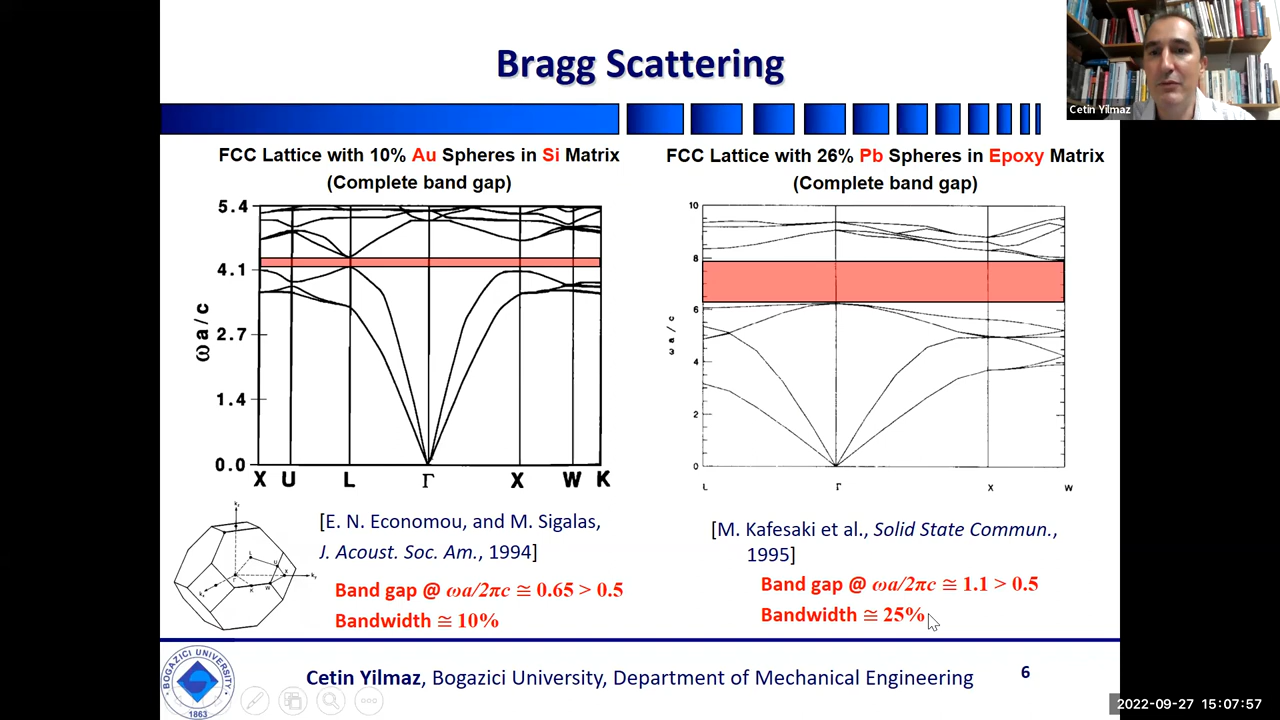 Bragg Scattering
Cetin Yilmaz
FCC Lattice with 10% Au Spheres in Si Matrix
(Complete band gap)
5.4
4.1
2.7
1.4
0.0
ωa/c
X U L Γ X W K
FCC Lattice with 26% Pb Spheres in Epoxy Matrix
(Complete band gap)
10
8
6
4
2
0
ωa/c
L Γ X W
[E. N. Economou, and M. Sigalas,
J. Acoust. Soc. Am., 1994]
Band gap @ ωa/2πc ≅ 0.65 > 0.5
Bandwidth ≅ 10%
[M. Kafesaki et al., Solid State Commun.,
1995]
Band gap @ ωa/2πc ≅ 1.1 > 0.5
Bandwidth ≅ 25%
BOGAZICI UNIVERSITY
1863
Cetin Yilmaz, Bogazici University, Department of Mechanical Engineering
6
2022-09-27 15:07:57